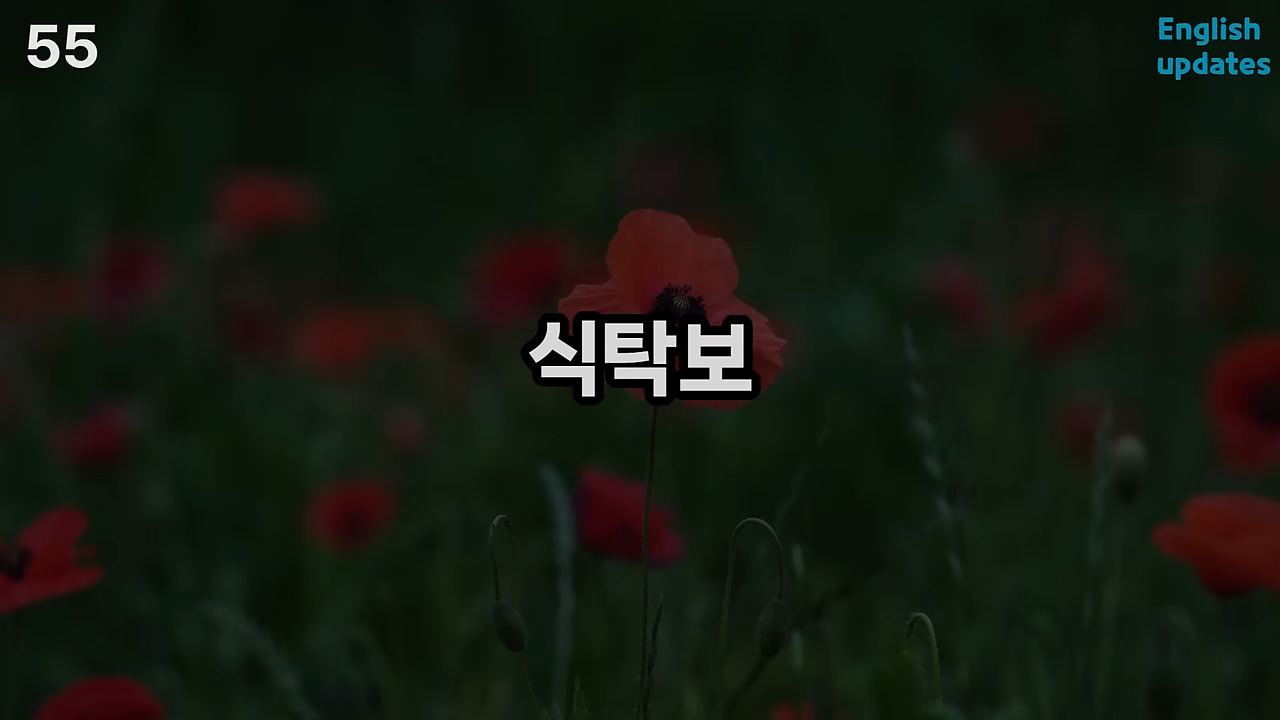 55
English
updates
식탁보